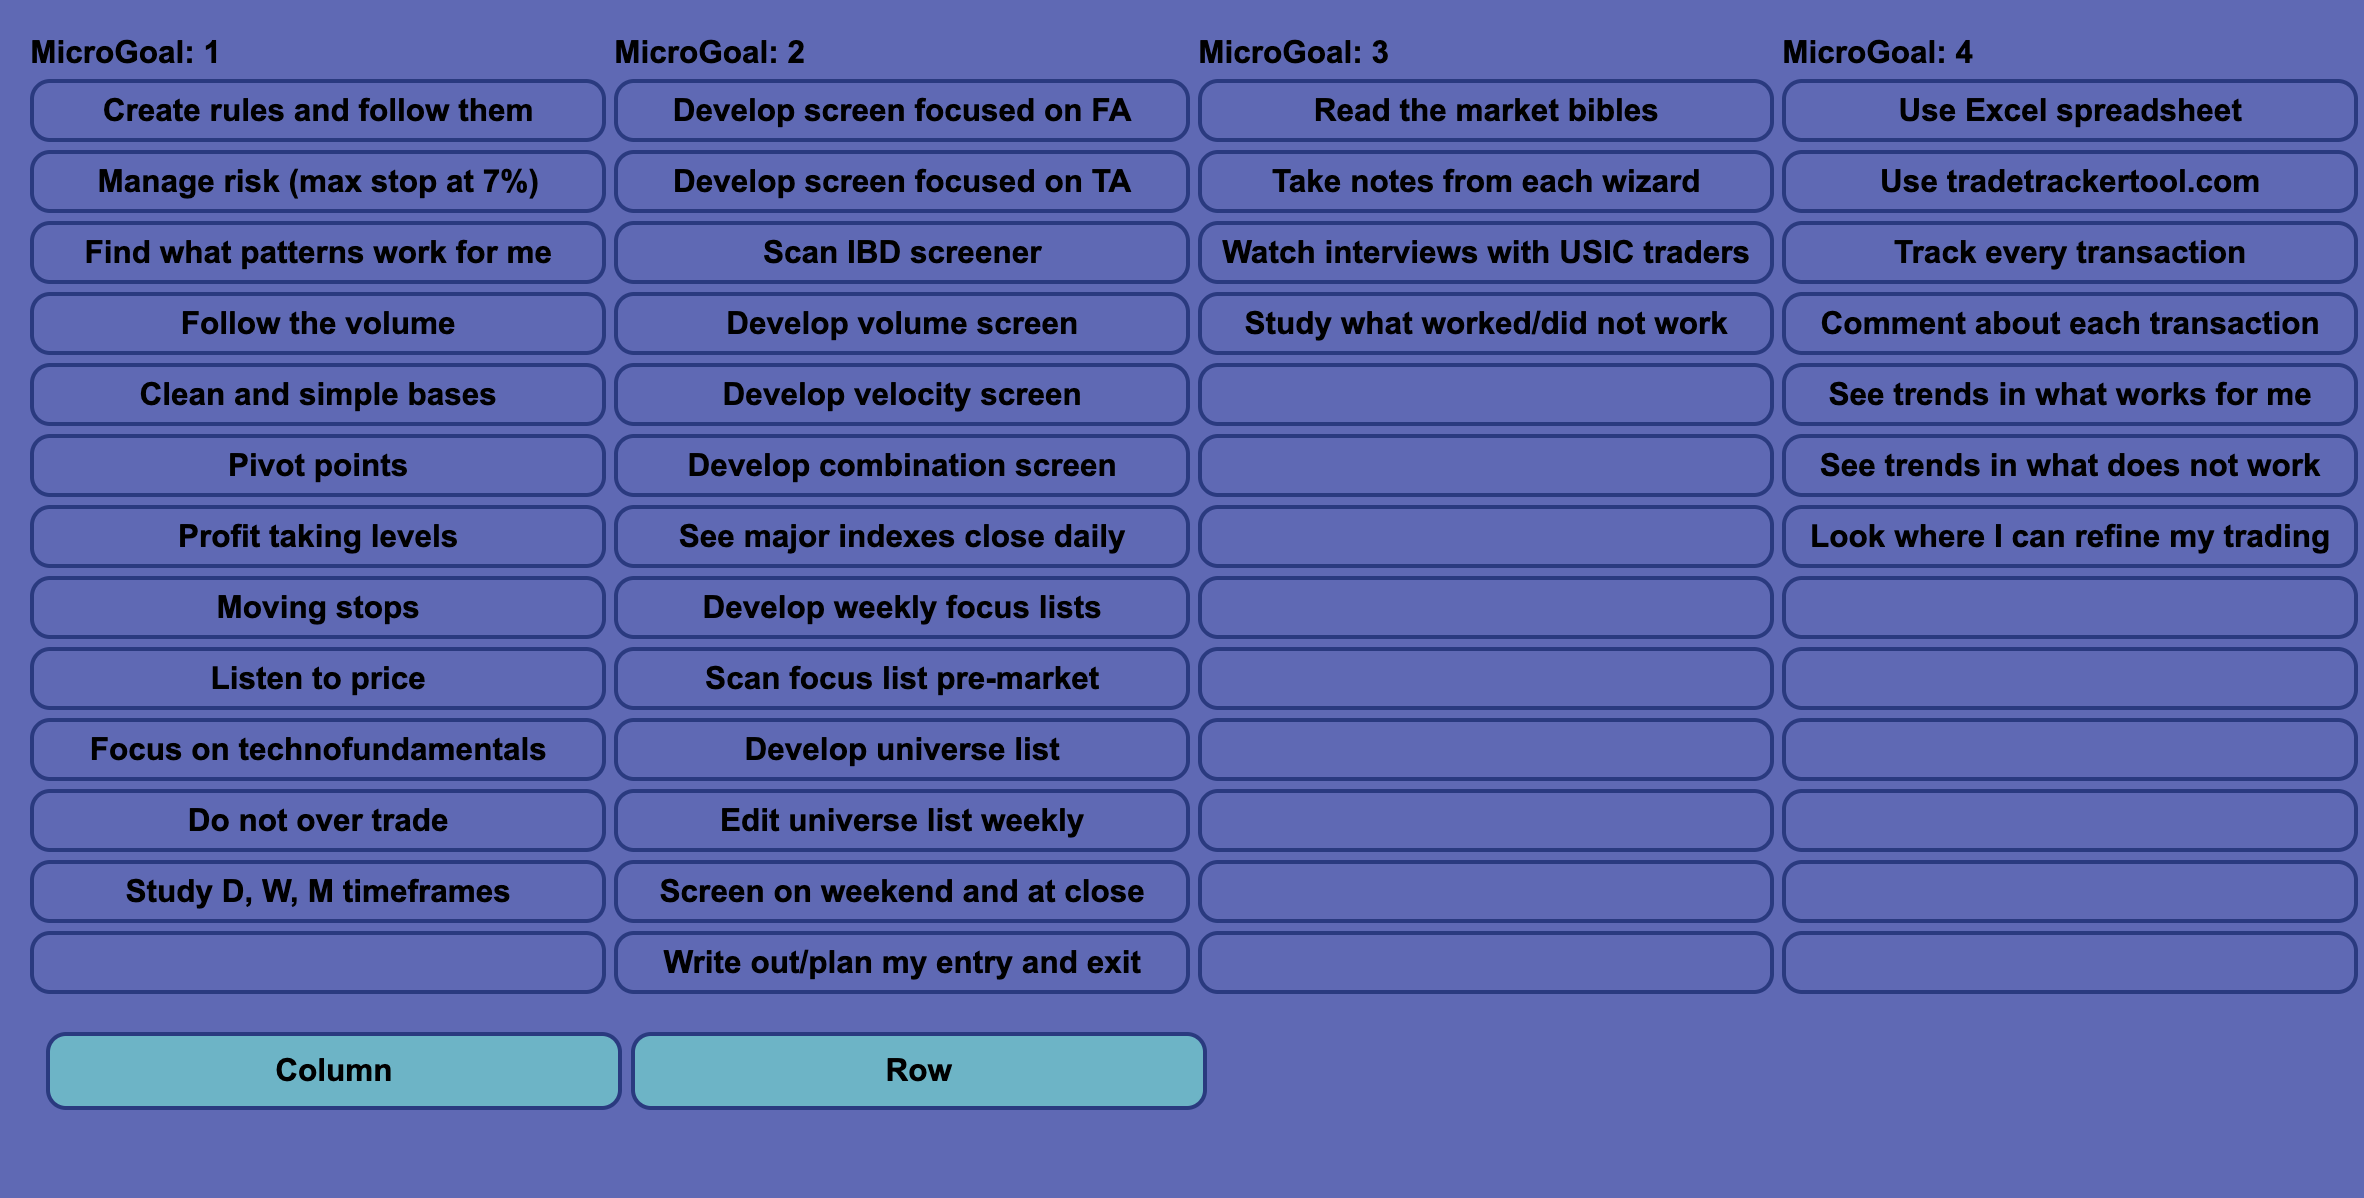 MicroGoal: 1
Create rules and follow them
Manage risk (max stop at 7%)
Find what patterns work for me
Follow the volume
Clean and simple bases
Pivot points
Profit taking levels
Moving stops
Listen to price
Focus on technofundamentals
Do not over trade
Study D, W, M timeframes
MicroGoal: 2
Develop screen focused on FA
Develop screen focused on TA
Scan IBD screener
Develop volume screen
Develop velocity screen
Develop combination screen
See major indexes close daily
Develop weekly focus lists
Scan focus list pre-market
Develop universe list
Edit universe list weekly
Screen on weekend and at close
Write out/plan my entry and exit
MicroGoal: 3
Read the market bibles
Take notes from each wizard
Watch interviews with USIC traders
Study what worked/did not work
MicroGoal: 4
Use Excel spreadsheet
Use tradetrackertool.com
Track every transaction
Comment about each transaction
See trends in what works for me
See trends in what does not work
Look where I can refine my trading
Column
Row